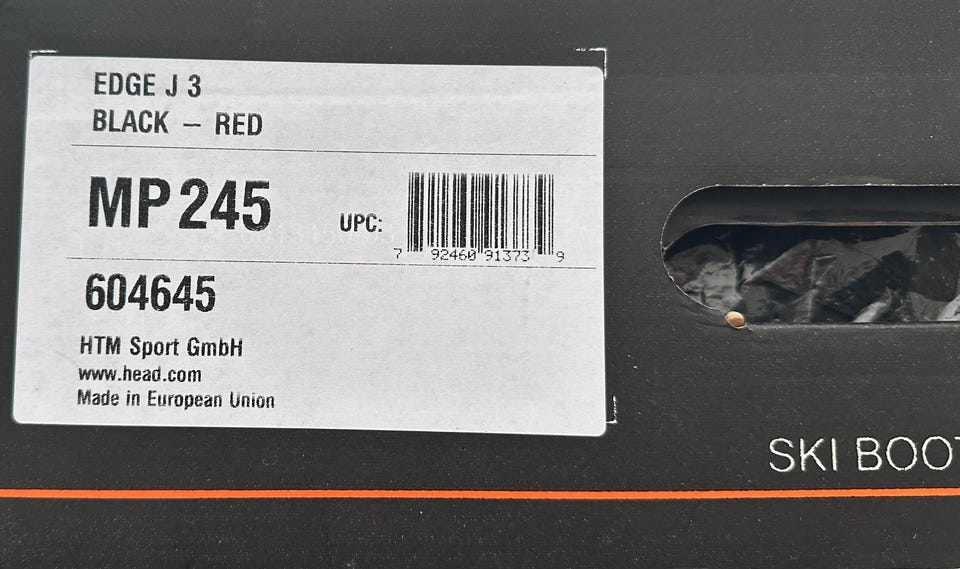 EDGE J 3
BLACK – RED
MP 245
UPC:
7 92460 91373 9
604645
HTM Sport GmbH
www.head.com
Made in European Union
SKI BOOT